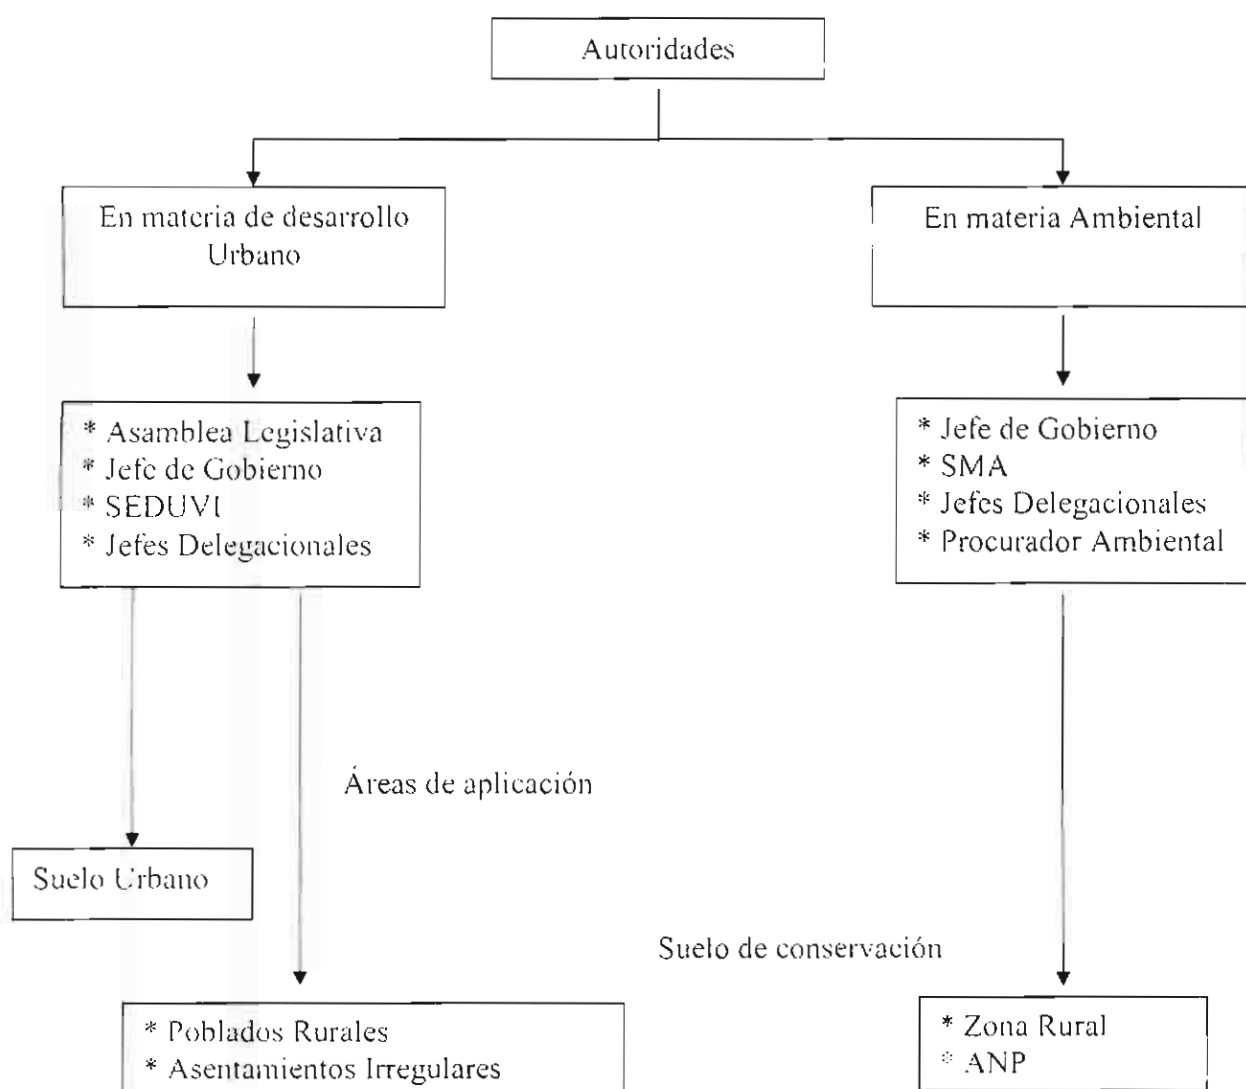 Autoridades
En materia de desarrollo
Urbano
En materia Ambiental
* Asamblea Legislativa
* Jefe de Gobierno
* SEDUVI
* Jefes Delegacionales
* Jefe de Gobierno
* SMA
* Jefes Delegacionales
* Procurador Ambiental
Áreas de aplicación
Suelo Urbano
Suelo de conservación
* Poblados Rurales
* Asentamientos Irregulares
* Zona Rural
* ANP